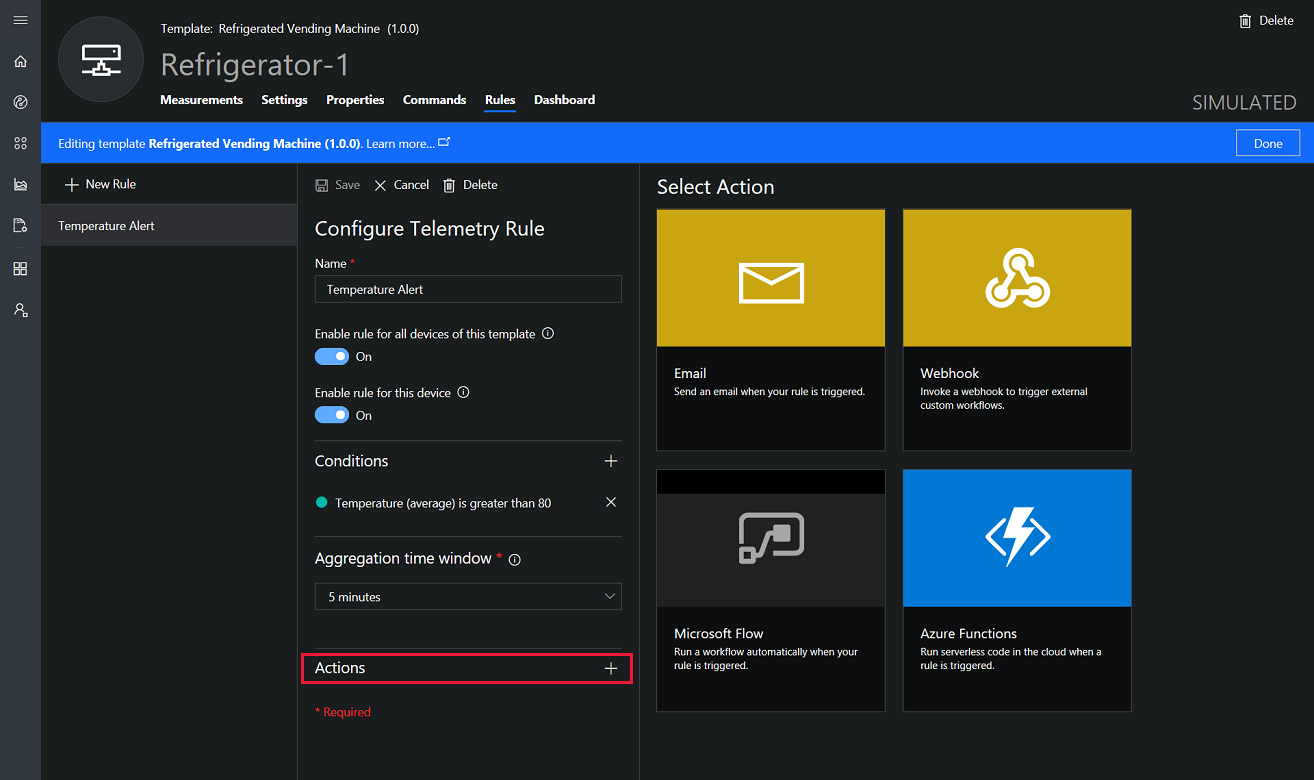 Template: Refrigerated Vending Machine (1.0.0)
Delete
Refrigerator-1
Measurements Settings Properties Commands Rules Dashboard
SIMULATED
Editing template Refrigerated Vending Machine (1.0.0). Learn more...
Done
New Rule
Temperature Alert
Save Cancel Delete
Configure Telemetry Rule
Name *
Temperature Alert
Enable rule for all devices of this template
On
Enable rule for this device
On
Conditions
Temperature (average) is greater than 80
Aggregation time window *
5 minutes
Actions
* Required
Select Action
Email
Send an email when your rule is triggered.
Webhook
Invoke a webhook to trigger external
custom workflows.
Microsoft Flow
Run a workflow automatically when your
rule is triggered.
Azure Functions
Run serverless code in the cloud when a
rule is triggered.